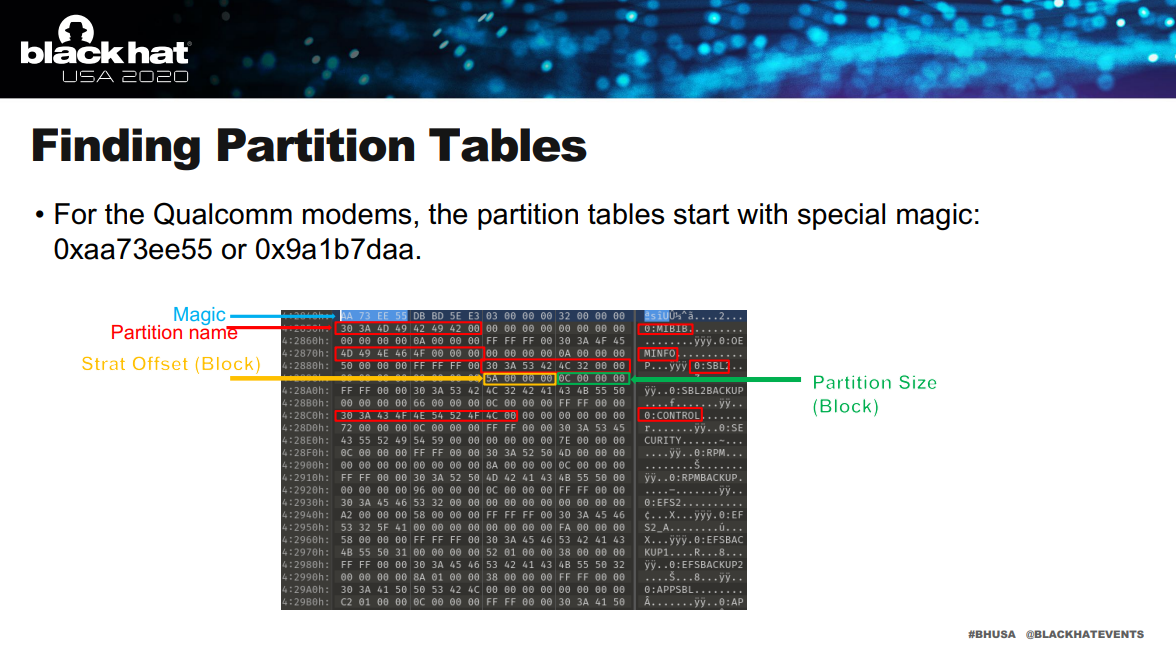 black hat
USA 2020
Finding Partition Tables
• For the Qualcomm modems, the partition tables start with special magic:
0xaa73ee55 or 0x9a1b7daa.
Magic
Partition name
Strat Offset (Block)
Partition Size
(Block)
AA 73 EE 55 DB BD 5E E3 03 00 00 00 32 00 00 00 ªsîUÛ½^ã....2...
4:2850h: 30 3A 4D 49 42 49 42 00 00 00 00 00 00 00 00 00 0:MIBIB.........
4:2860h: 00 00 00 00 0A 00 00 00 FF FF FF 00 30 3A 4F 45 ........ÿÿÿ.0:OE
4:2870h: 4D 49 4E 46 4F 00 00 00 00 00 00 00 0A 00 00 00 MINFO...........
4:2880h: 50 00 00 00 FF FF FF 00 30 3A 53 42 4C 32 00 00 P...ÿÿÿ.0:SBL2..
5A 00 00 00 0C 00 00 00
4:28A0h: FF FF 00 00 30 3A 53 42 4C 32 42 41 43 4B 55 50 ÿÿ..0:SBL2BACKUP
4:28B0h: 00 00 00 00 66 00 00 00 0C 00 00 00 FF FF 00 00 ....f.......ÿÿ..
4:28C0h: 30 3A 43 4F 4E 54 52 4F 4C 00 00 00 00 00 00 00 0:CONTROL.......
4:28D0h: 72 00 00 00 0C 00 00 00 FF FF 00 00 30 3A 53 45 r.......ÿÿ..0:SE
4:28E0h: 43 55 52 49 54 59 00 00 00 00 00 00 7E 00 00 00 CURITY......~...
4:28F0h: 0C 00 00 00 FF FF 00 00 30 3A 52 50 4D 00 00 00 ....ÿÿ..0:RPM...
4:2900h: 00 00 00 00 00 00 00 00 8A 00 00 00 0C 00 00 00 ........Š.......
4:2910h: FF FF 00 00 30 3A 52 50 4D 42 41 43 4B 55 50 00 ÿÿ..0:RPMBACKUP.
4:2920h: 00 00 00 00 96 00 00 00 0C 00 00 00 FF FF 00 00 ....–.......ÿÿ..
4:2930h: 30 3A 45 46 53 32 00 00 00 00 00 00 00 00 00 00 0:EFS2..........
4:2940h: A2 00 00 00 58 00 00 00 FF FF FF 00 30 3A 45 46 ¢...X...ÿÿÿ.0:EF
4:2950h: 53 32 5F 41 00 00 00 00 00 00 00 00 FA 00 00 00 S2_A........ú...
4:2960h: 58 00 00 00 FF FF FF 00 30 3A 45 46 53 42 41 43 X...ÿÿÿ.0:EFSBAC
4:2970h: 4B 55 50 31 00 00 00 00 52 01 00 00 38 00 00 00 KUP1....R...8...
4:2980h: FF FF 00 00 30 3A 45 46 53 42 41 43 4B 55 50 32 ÿÿ..0:EFSBACKUP2
4:2990h: 00 00 00 00 8A 01 00 00 38 00 00 00 FF FF 00 00 ....Š...8...ÿÿ..
4:29A0h: 30 3A 41 50 50 53 42 4C 00 00 00 00 00 00 00 00 0:APPSBL........
4:29B0h: C2 01 00 00 0C 00 00 00 FF FF 00 00 30 3A 41 50 Â.......ÿÿ..0:AP
#BHUSA @BLACKHATEVENTS